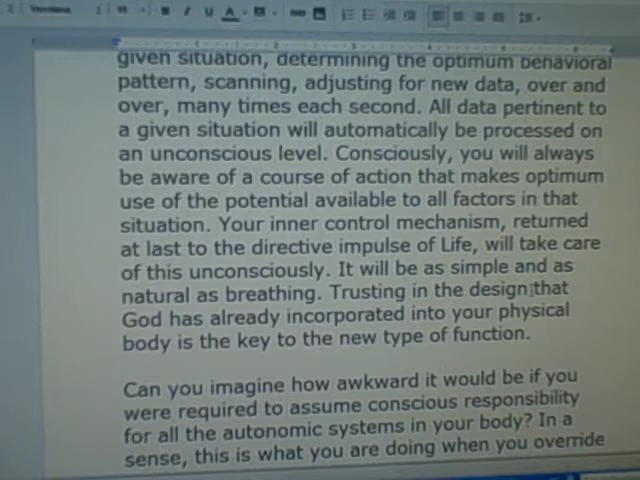 Verdana
B I U A
given situation, determining the optimum behavioral
pattern, scanning, adjusting for new data, over and
over, many times each second. All data pertinent to
a given situation will automatically be processed on
an unconscious level. Consciously, you will always
be aware of a course of action that makes optimum
use of the potential available to all factors in that
situation. Your inner control mechanism, returned
at last to the directive impulse of Life, will take care
of this unconsciously. It will be as simple and as
natural as breathing. Trusting in the design that
God has already incorporated into your physical
body is the key to the new type of function.
Can you imagine how awkward it would be if you
were required to assume conscious responsibility
for all the autonomic systems in your body? In a
sense, this is what you are doing when you override